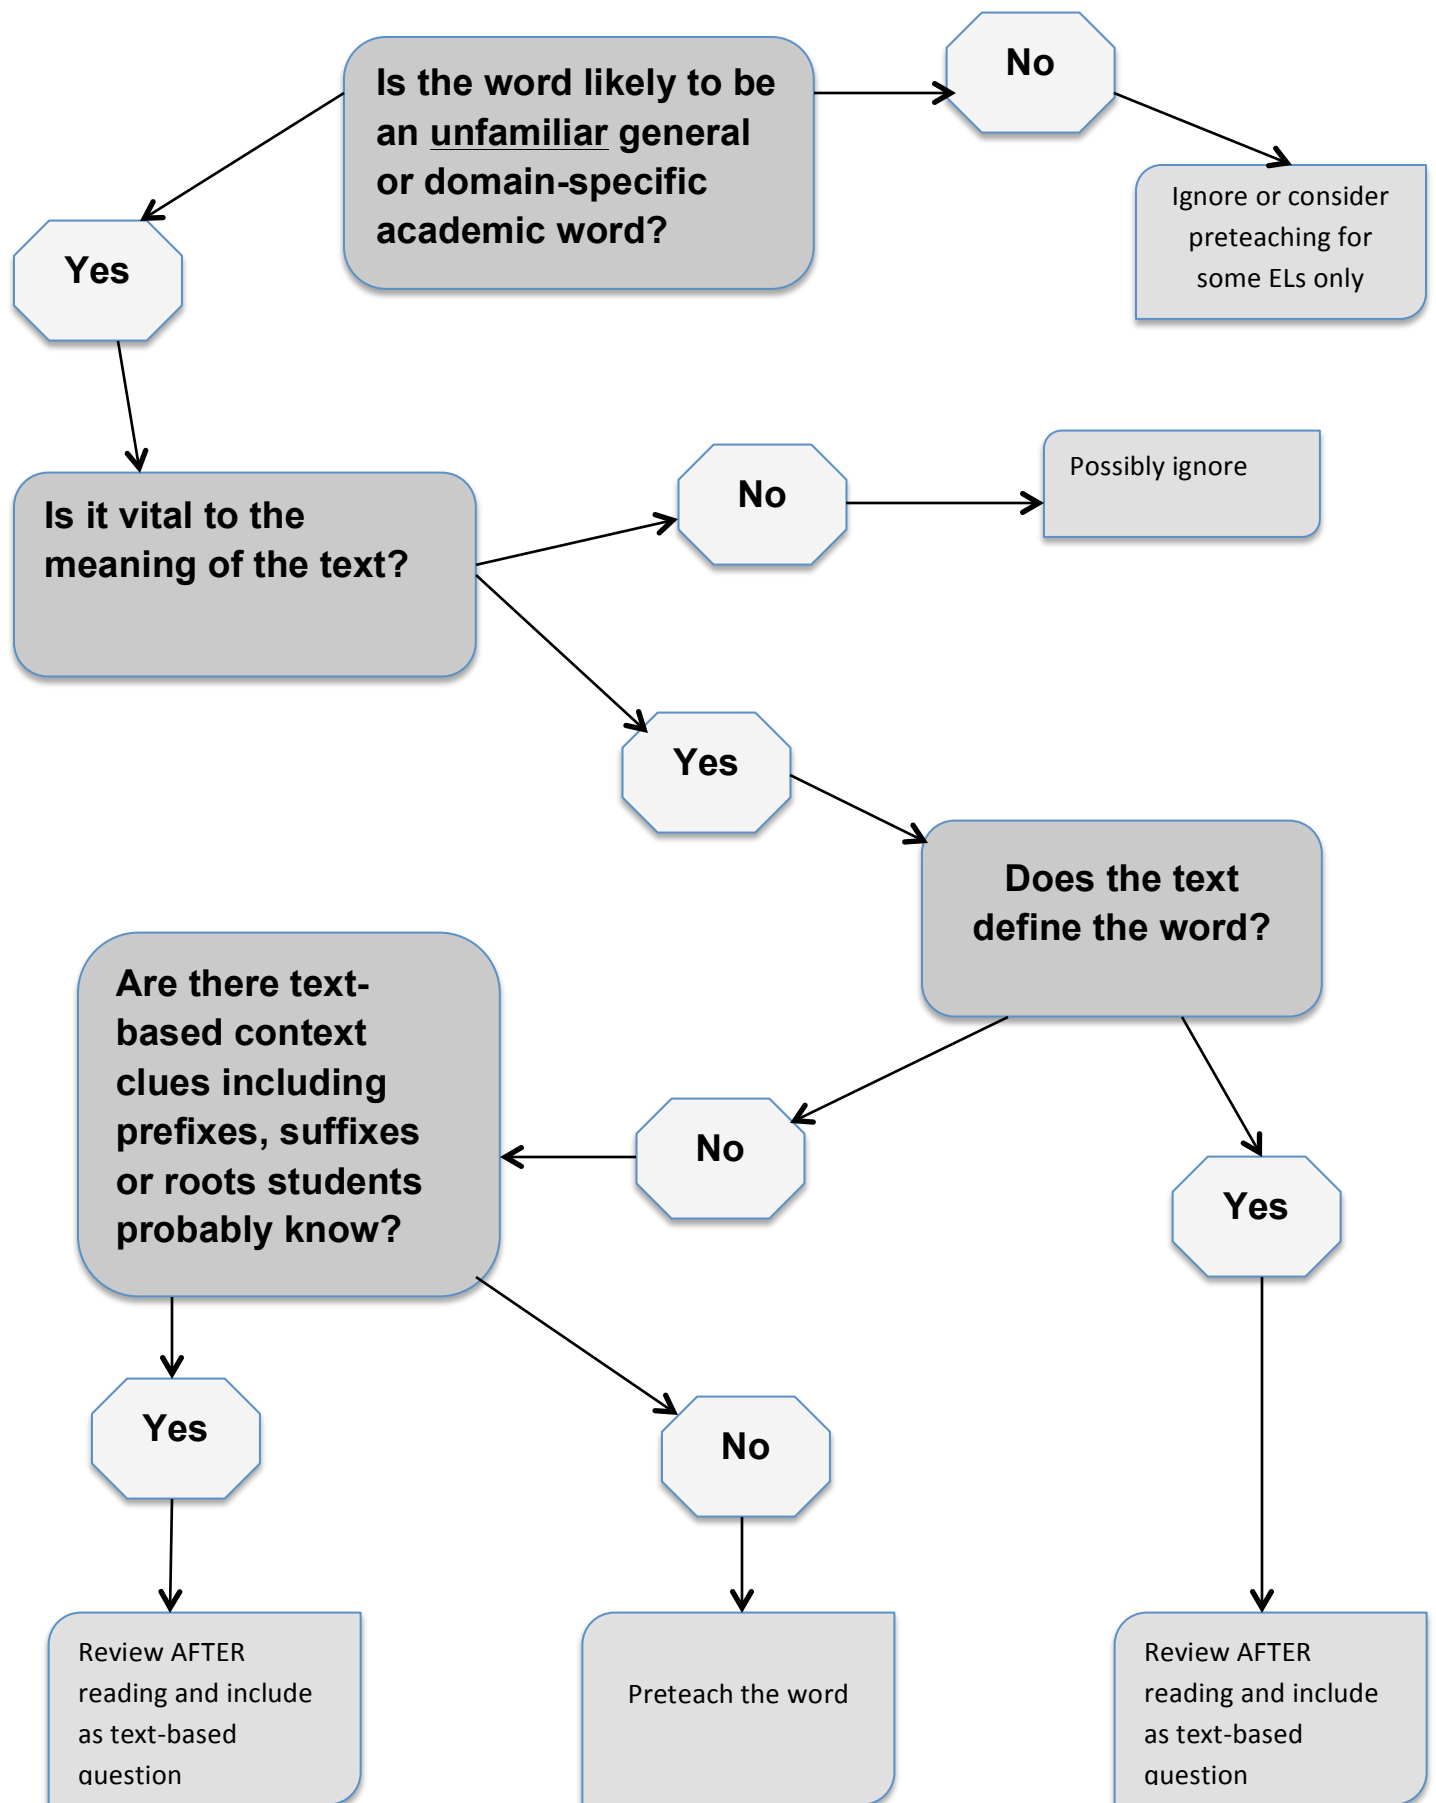 Is the word likely to be
an unfamiliar general
or domain-specific
academic word?
No
Ignore or consider
preteaching for
some ELs only
Yes
Is it vital to the
meaning of the text?
No
Possibly ignore
Yes
Does the text
define the word?
Are there text-
based context
clues including
prefixes, suffixes
or roots students
probably know?
No
Yes
Yes
No
Review AFTER
reading and include
as text-based
question
Preteach the word
Review AFTER
reading and include
as text-based
question